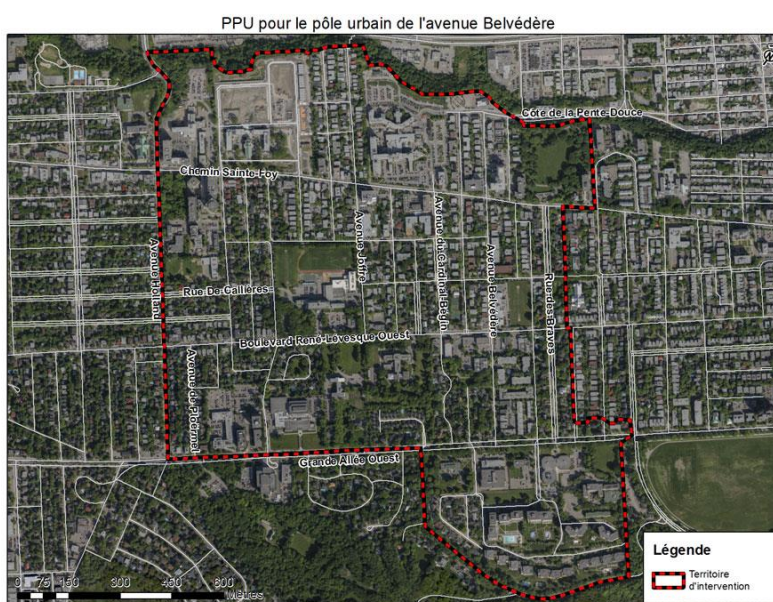 PPU pour le pôle urbain de l'avenue Belvédère
Côte de la Pente-Douce
Chemin Sainte-Foy
Avenue Holland
Avenue Joffre
Avenue du Cardinal-Bégin
Avenue Belvédère
Rue des Braves
Rue De Callières
Boulevard René-Lévesque Ouest
Avenue de Ploërmel
Grande Allée Ouest
Légende
Territoire
d'intervention
0 75 150 300 450 600
Mètres